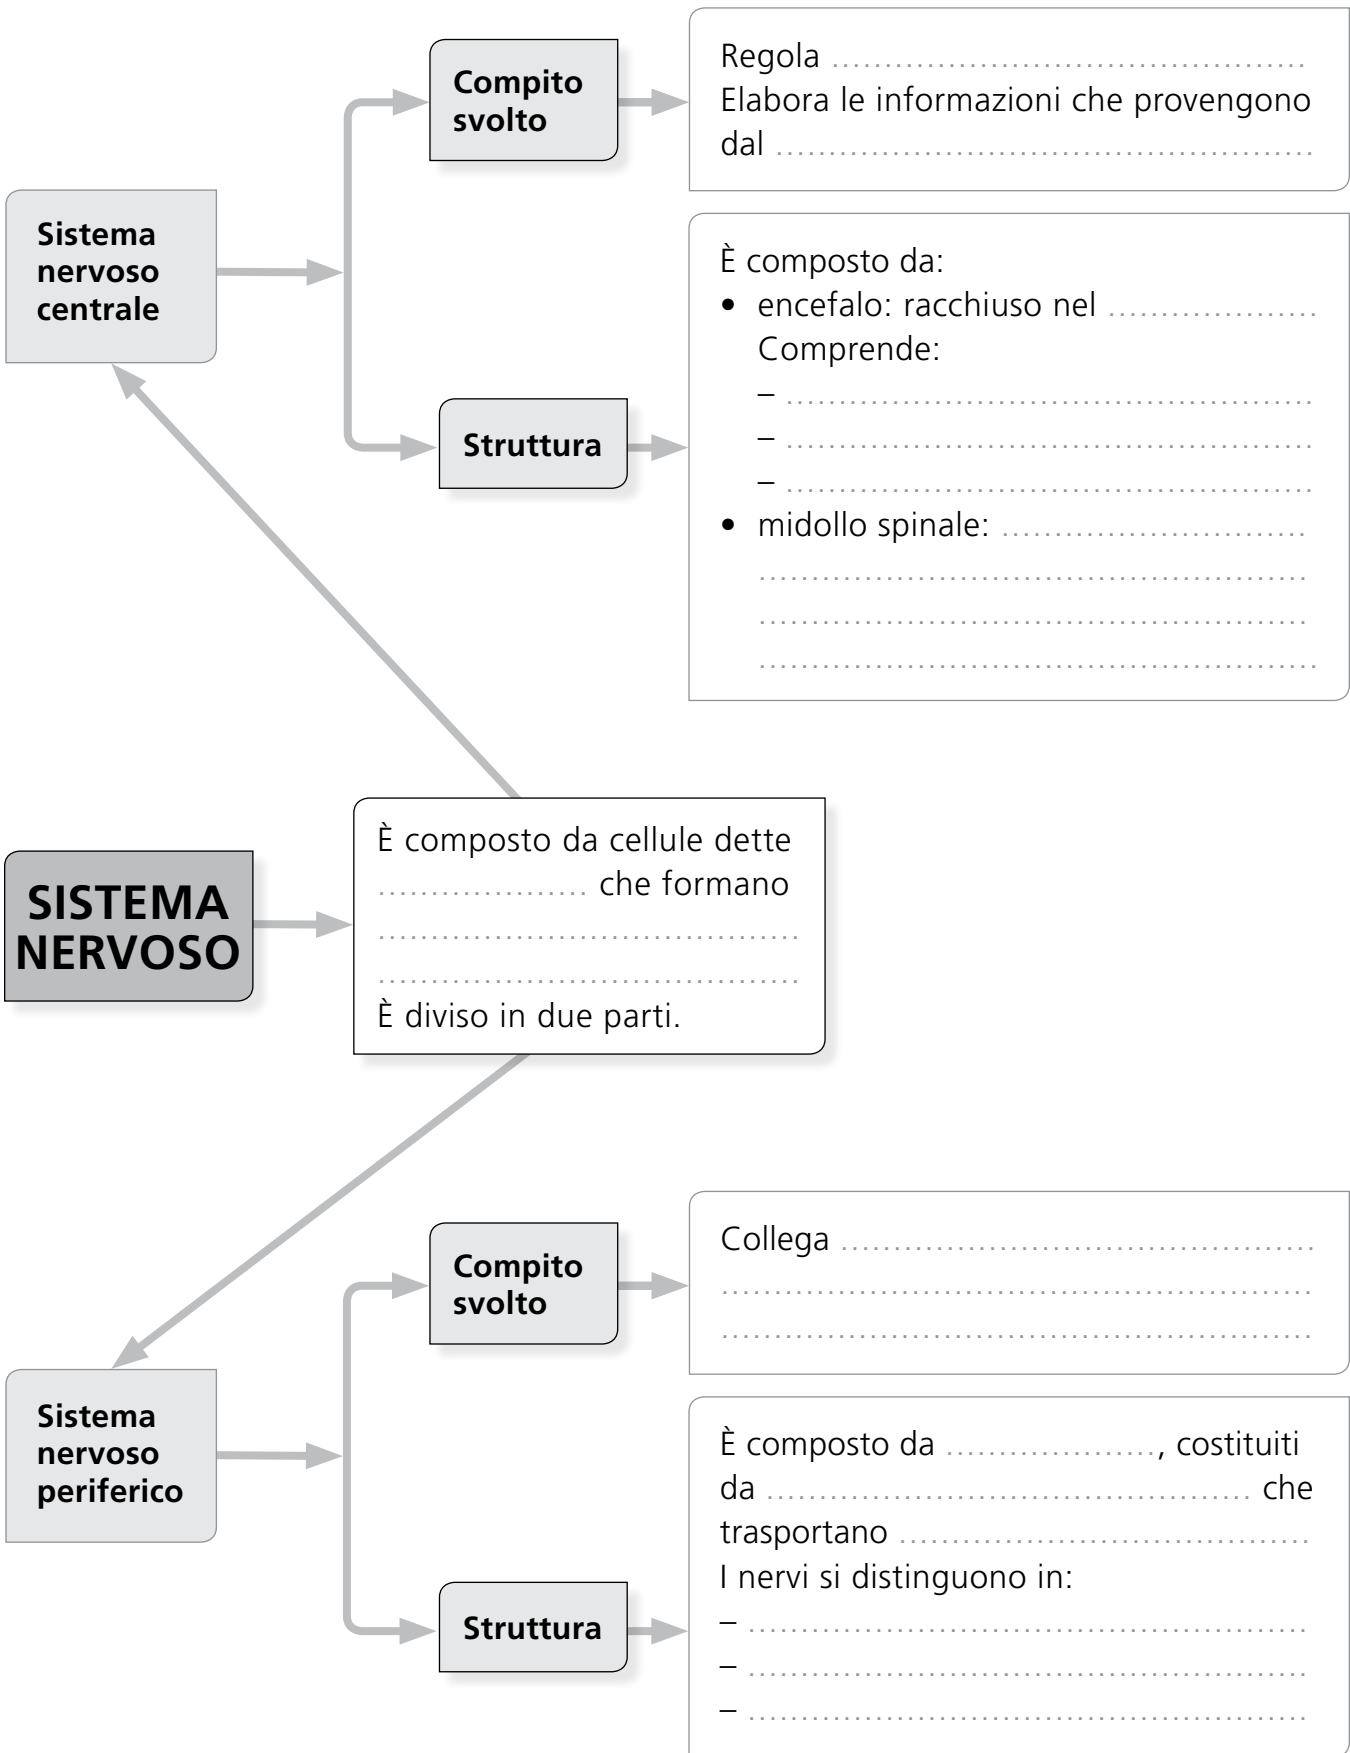 Compito
svolto
Regola ................................................
Elabora le informazioni che provengono
dal ......................................................
Sistema
nervoso
centrale
Struttura
È composto da:
• encefalo: racchiuso nel ....................
Comprende:
– ....................................................
– ....................................................
– ....................................................
• midollo spinale: ..............................
......................................................
......................................................
......................................................
SISTEMA
NERVOSO
È composto da cellule dette
.................... che formano
........................................
........................................
È diviso in due parti.
Compito
svolto
Collega ..............................................
..........................................................
..........................................................
Sistema
nervoso
periferico
Struttura
È composto da ...................., costituiti
da .............................................. che
trasportano .......................................
I nervi si distinguono in:
– ......................................................
– ......................................................
– ......................................................